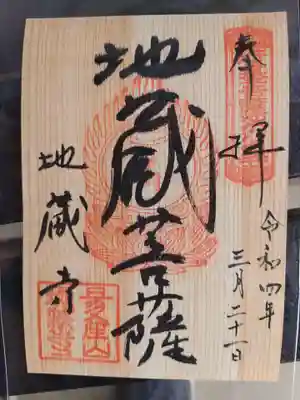 奉拝
令和四年
三月二十一日
地蔵菩薩
地蔵寺